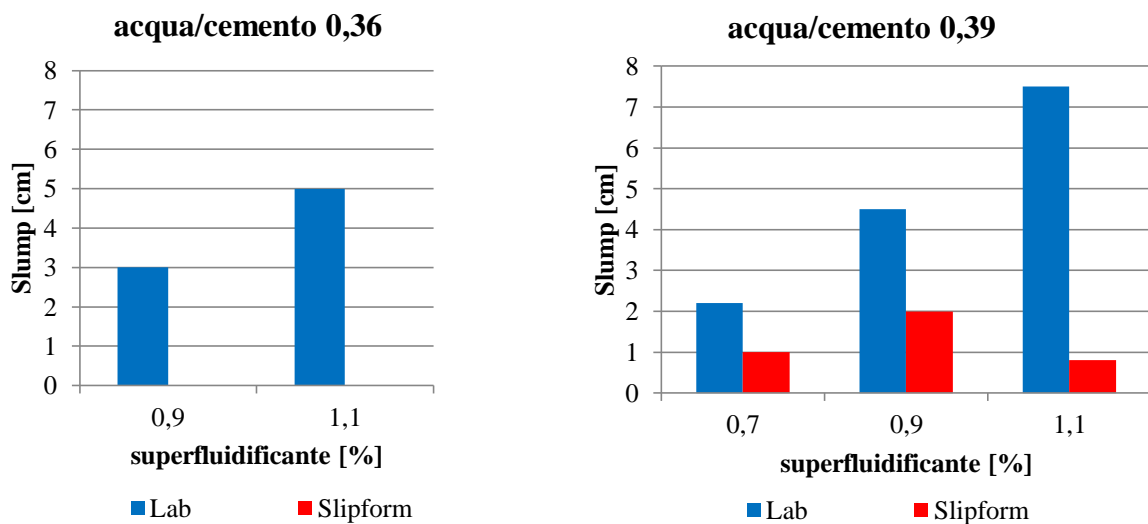 acqua/cemento 0,36
8
7
6
5
4
3
2
1
0
Slump [cm]
0,9 1,1
superfluidificante [%]
Lab Slipform
acqua/cemento 0,39
8
7
6
5
4
3
2
1
0
Slump [cm]
0,7 0,9 1,1
superfluidificante [%]
Lab Slipform